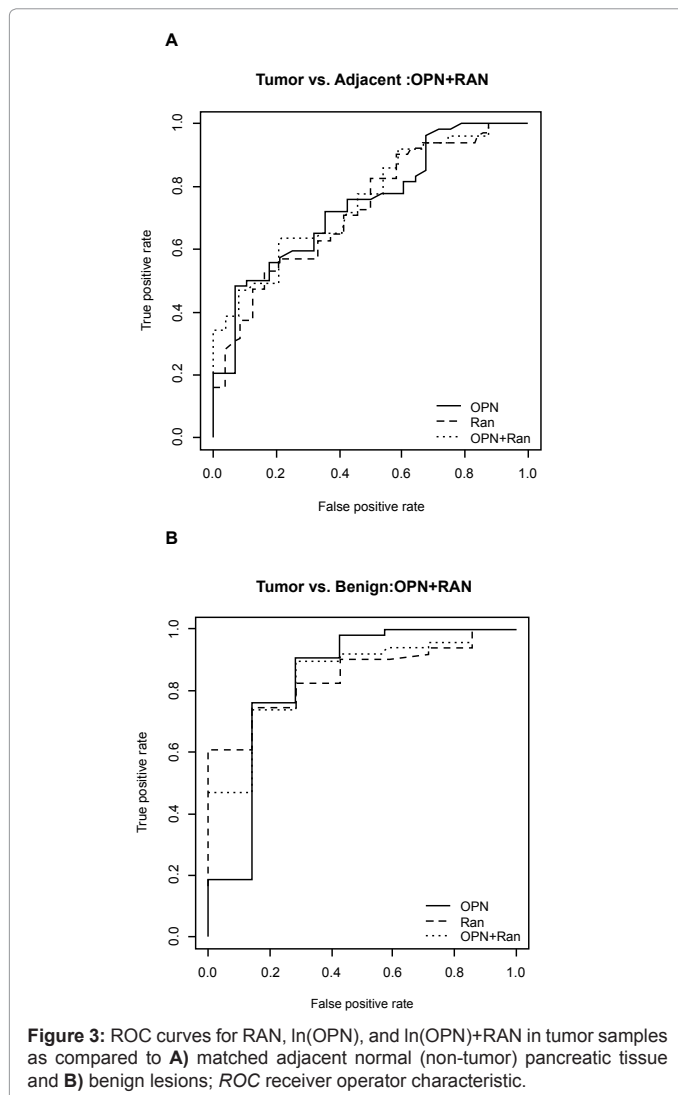 A
Tumor vs. Adjacent :OPN+RAN
True positive rate
1.0
0.8
0.6
0.4
0.2
0.0
OPN
Ran
OPN+Ran
0.0 0.2 0.4 0.6 0.8 1.0
False positive rate
B
Tumor vs. Benign:OPN+RAN
True positive rate
1.0
0.8
0.6
0.4
0.2
0.0
OPN
Ran
OPN+Ran
0.0 0.2 0.4 0.6 0.8 1.0
False positive rate
Figure 3: ROC curves for RAN, ln(OPN), and ln(OPN)+RAN in tumor samples
as compared to A) matched adjacent normal (non-tumor) pancreatic tissue
and B) benign lesions; ROC receiver operator characteristic.